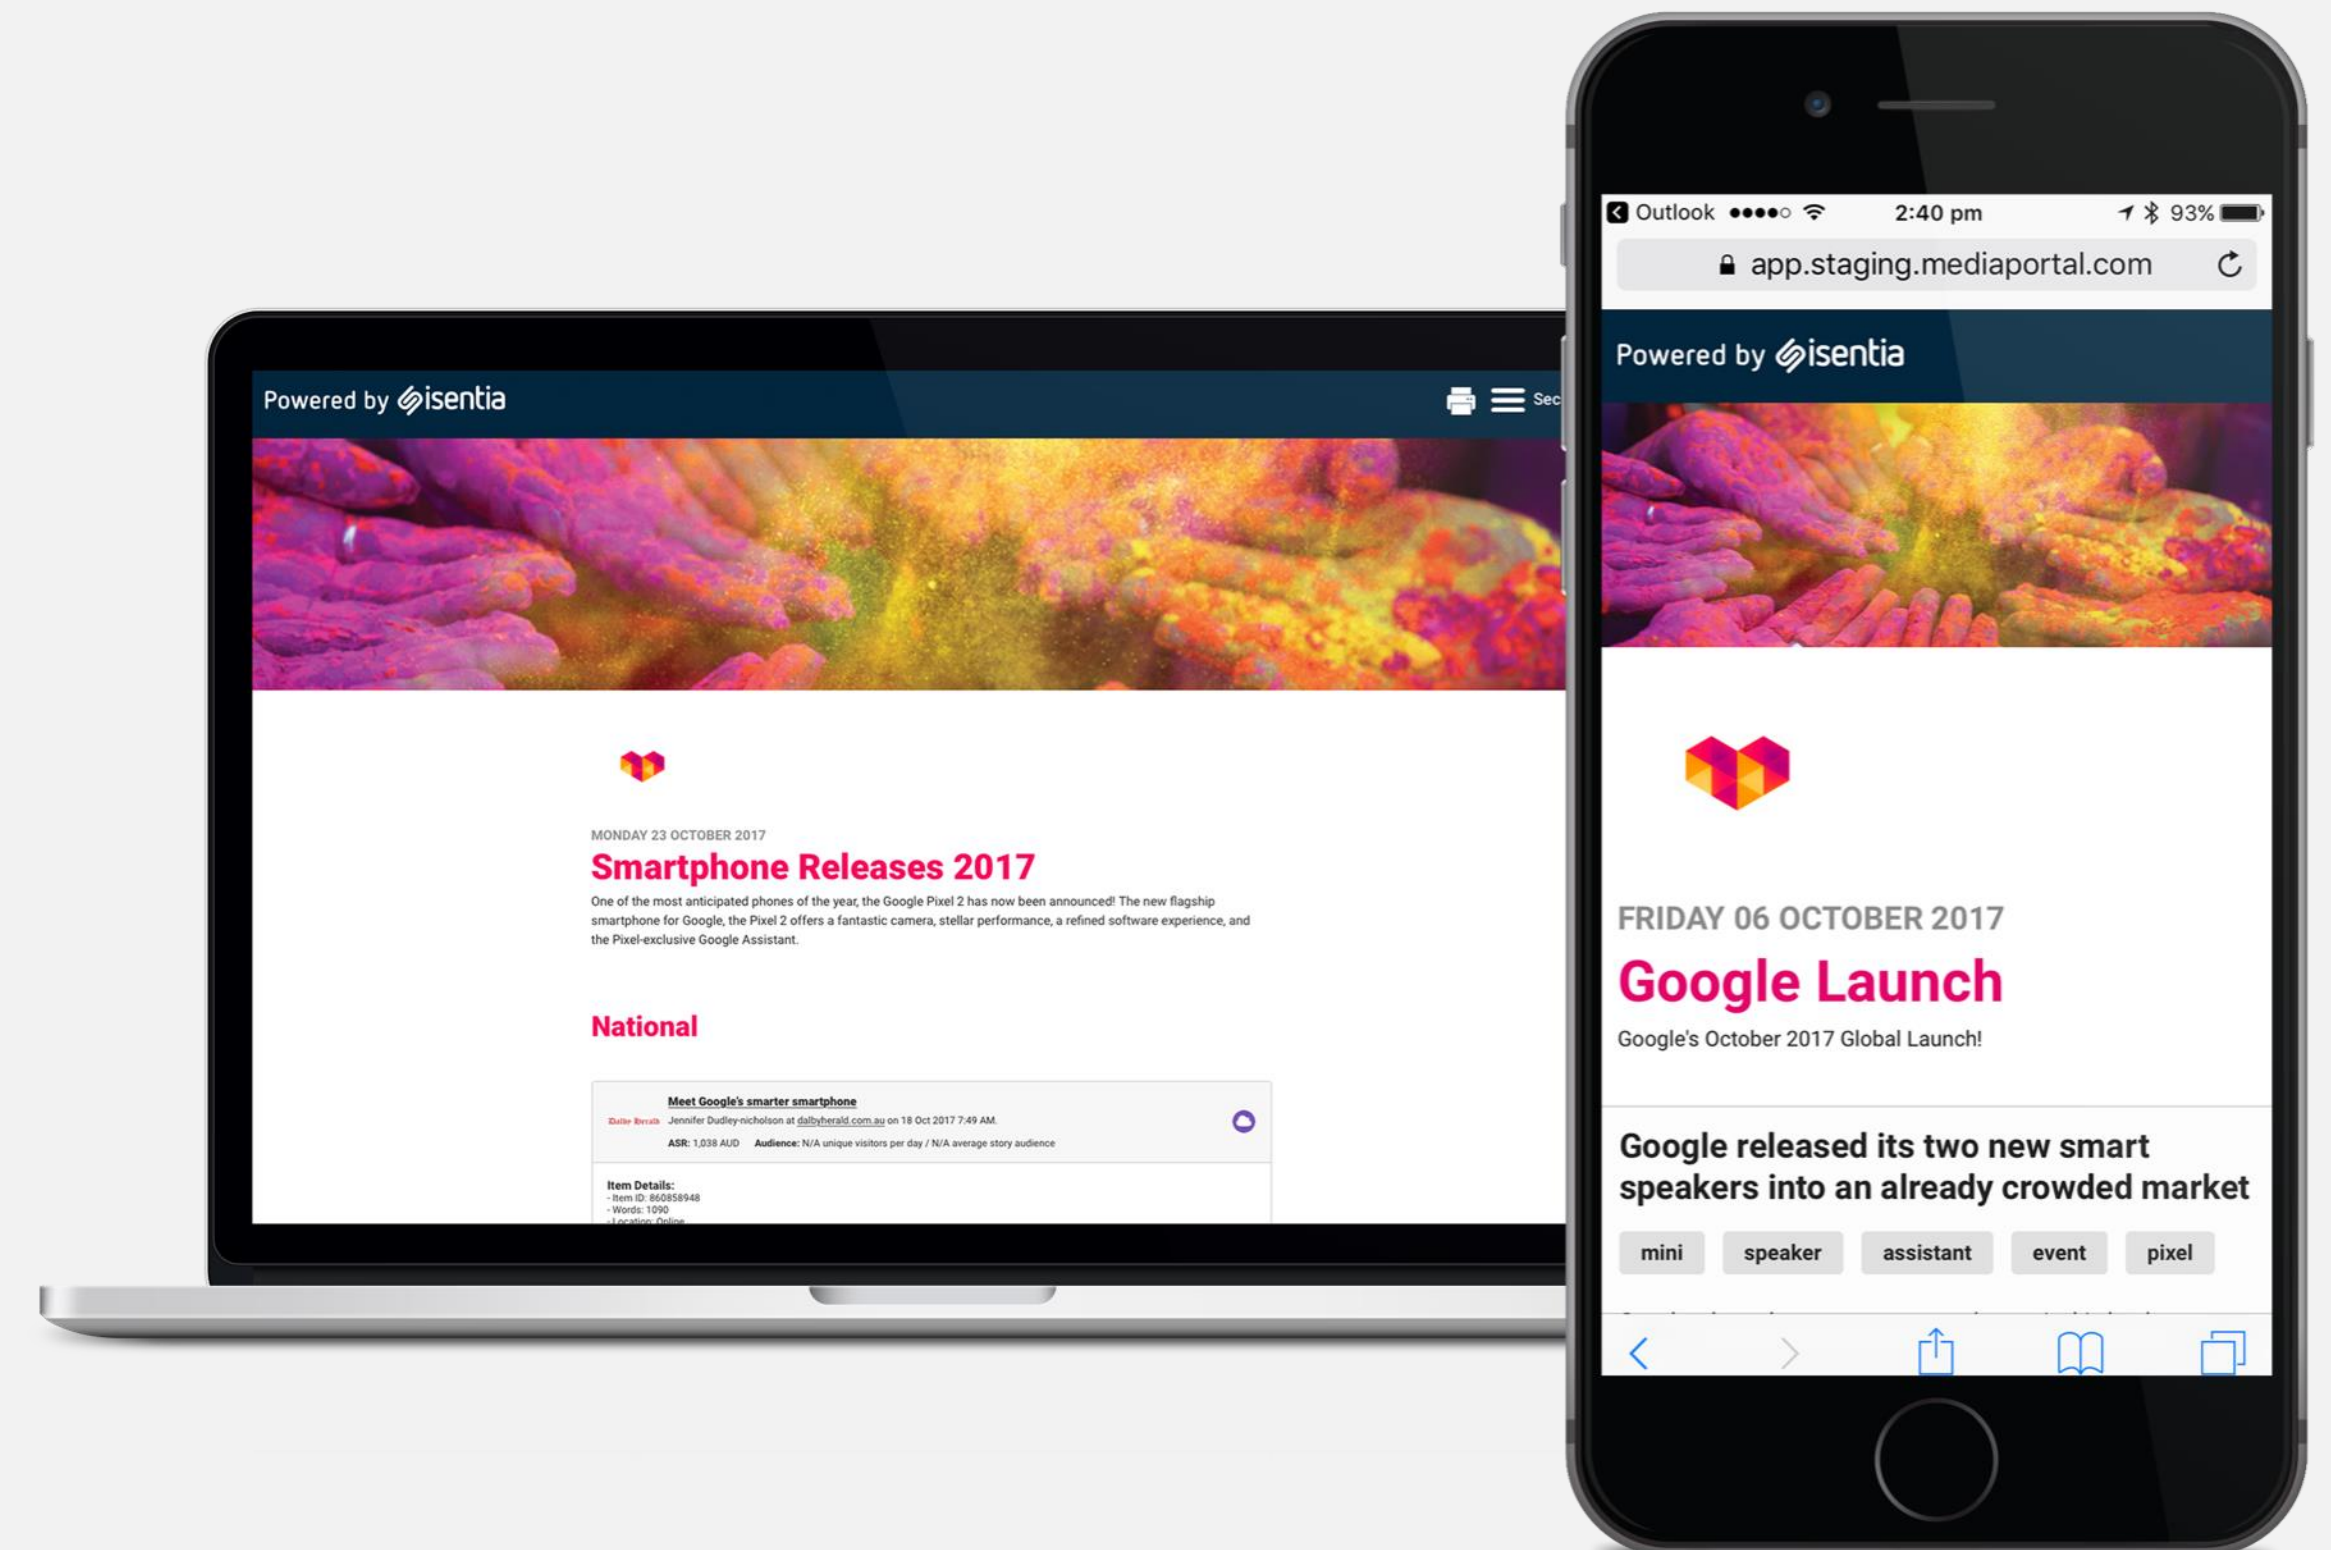 Powered by isentia
Sec
MONDAY 23 OCTOBER 2017
Smartphone Releases 2017
One of the most anticipated phones of the year, the Google Pixel 2 has now been announced! The new flagship
smartphone for Google, the Pixel 2 offers a fantastic camera, stellar performance, a refined software experience, and
the Pixel-exclusive Google Assistant.
National
Meet Google's smarter smartphone
Jennifer Dudley-nicholson at dalbyherald.com.au on 18 Oct 2017 7:49 AM.
ASR: 1,038 AUD Audience: N/A unique visitors per day / N/A average story audience
Item Details:
- Item ID: 860858948
- Words: 1090
- Location: Online
Outlook 2:40 pm 93%
app.staging.mediaportal.com
Powered by isentia
FRIDAY 06 OCTOBER 2017
Google Launch
Google's October 2017 Global Launch!
Google released its two new smart
speakers into an already crowded market
mini speaker assistant event pixel